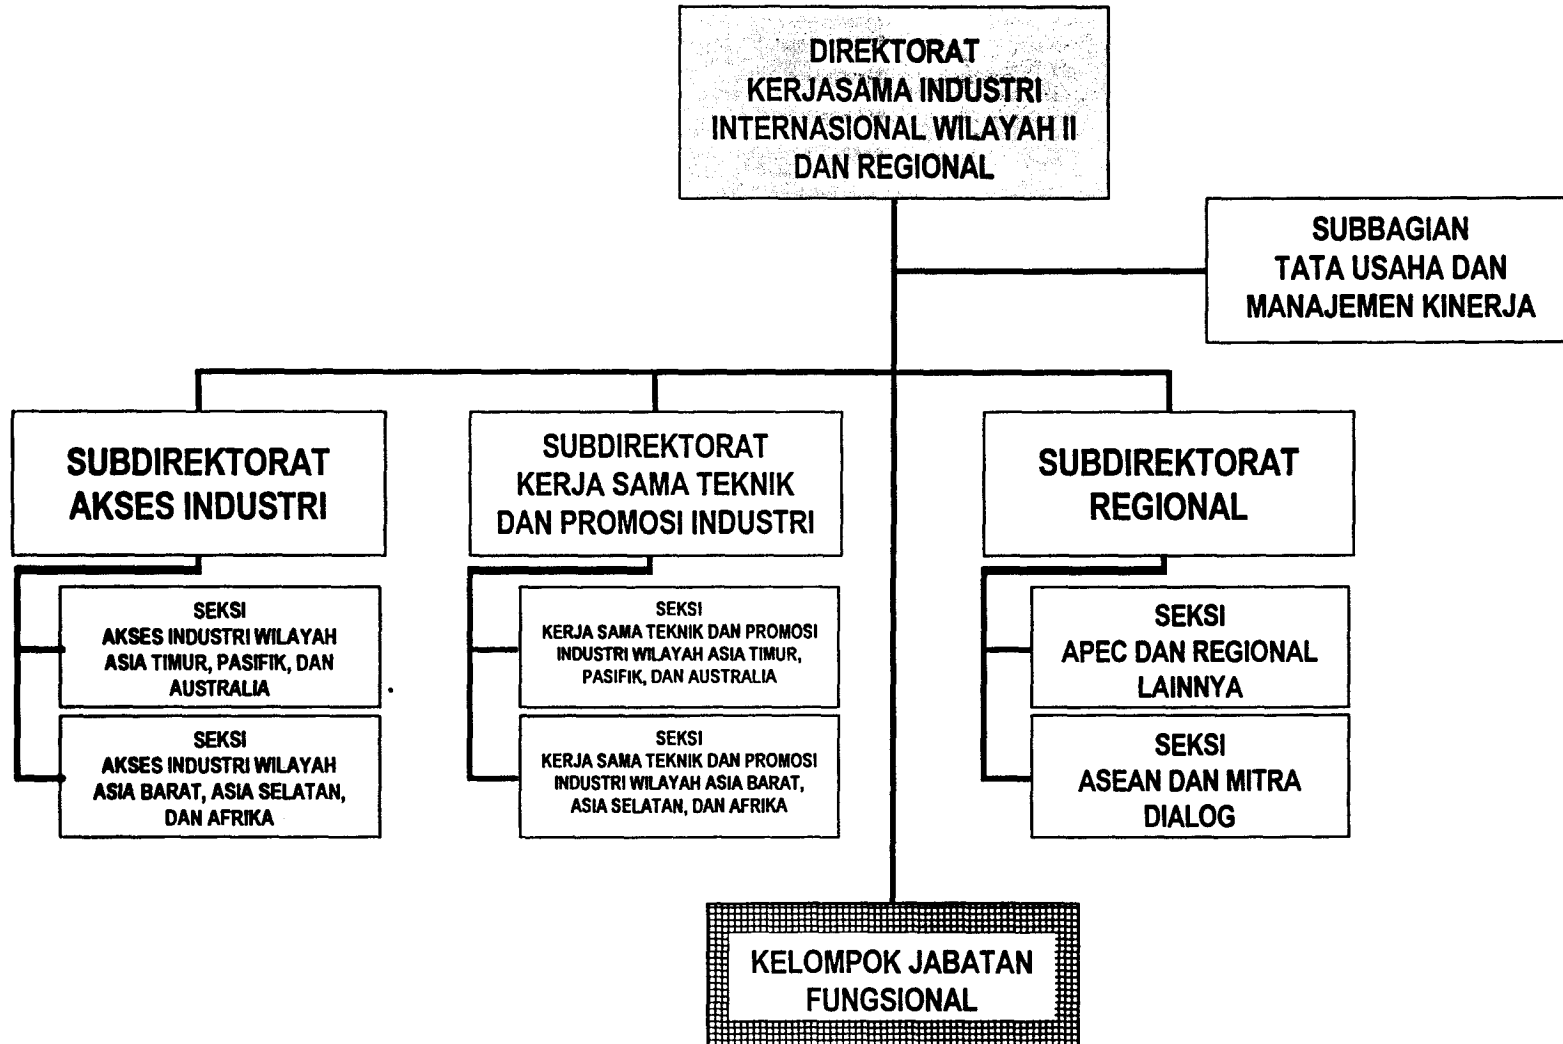 DIREKTORAT
KERJASAMA INDUSTRI
INTERNASIONAL WILAYAH II
DAN REGIONAL
SUBBAGIAN
TATA USAHA DAN
MANAJEMEN KINERJA
SUBDIREKTORAT
AKSES INDUSTRI
SUBDIREKTORAT
KERJA SAMA TEKNIK
DAN PROMOSI INDUSTRI
SUBDIREKTORAT
REGIONAL
SEKSI
AKSES INDUSTRI WILAYAH
ASIA TIMUR, PASIFIK, DAN
AUSTRALIA
SEKSI
AKSES INDUSTRI WILAYAH
ASIA BARAT, ASIA SELATAN,
DAN AFRIKA
SEKSI
KERJA SAMA TEKNIK DAN PROMOSI
INDUSTRI WILAYAH ASIA TIMUR,
PASIFIK, DAN AUSTRALIA
SEKSI
KERJA SAMA TEKNIK DAN PROMOSI
INDUSTRI WILAYAH ASIA BARAT,
ASIA SELATAN, DAN AFRIKA
SEKSI
APEC DAN REGIONAL
LAINNYA
SEKSI
ASEAN DAN MITRA
DIALOG
KELOMPOK JABATAN
FUNGSIONAL